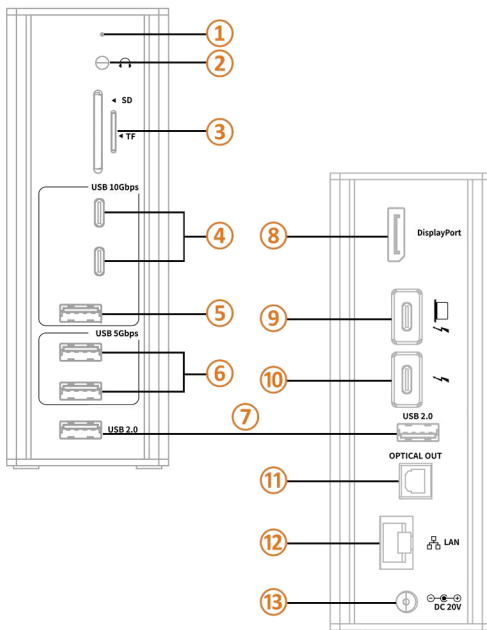 1
2
SD
3
TF
USB 10Gbps
4
5
USB 5Gbps
6
7
USB 2.0
8
DisplayPort
9
10
USB 2.0
OPTICAL OUT
11
12
LAN
13
DC 20V